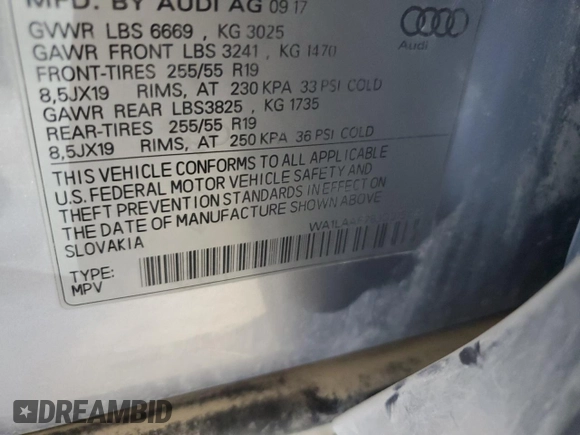 MFD. BY AUDI AG 09 17
GVWR LBS 6669 , KG 3025
GAWR FRONT LBS 3241 , KG 1470
FRONT-TIRES 255/55 R19
8,5JX19 RIMS, AT 230 KPA 33 PSI COLD
GAWR REAR LBS3825 , KG 1735
REAR-TIRES 255/55 R19
8,5JX19 RIMS, AT 250 KPA 36 PSI COLD
Audi
THIS VEHICLE CONFORMS TO ALL APPLICABLE
U.S. FEDERAL MOTOR VEHICLE SAFETY AND
THEFT PREVENTION STANDARDS IN EFFECT ON
THE DATE OF MANUFACTURE SHOWN ABOVE
SLOVAKIA
TYPE:
MPV
DREAMBID